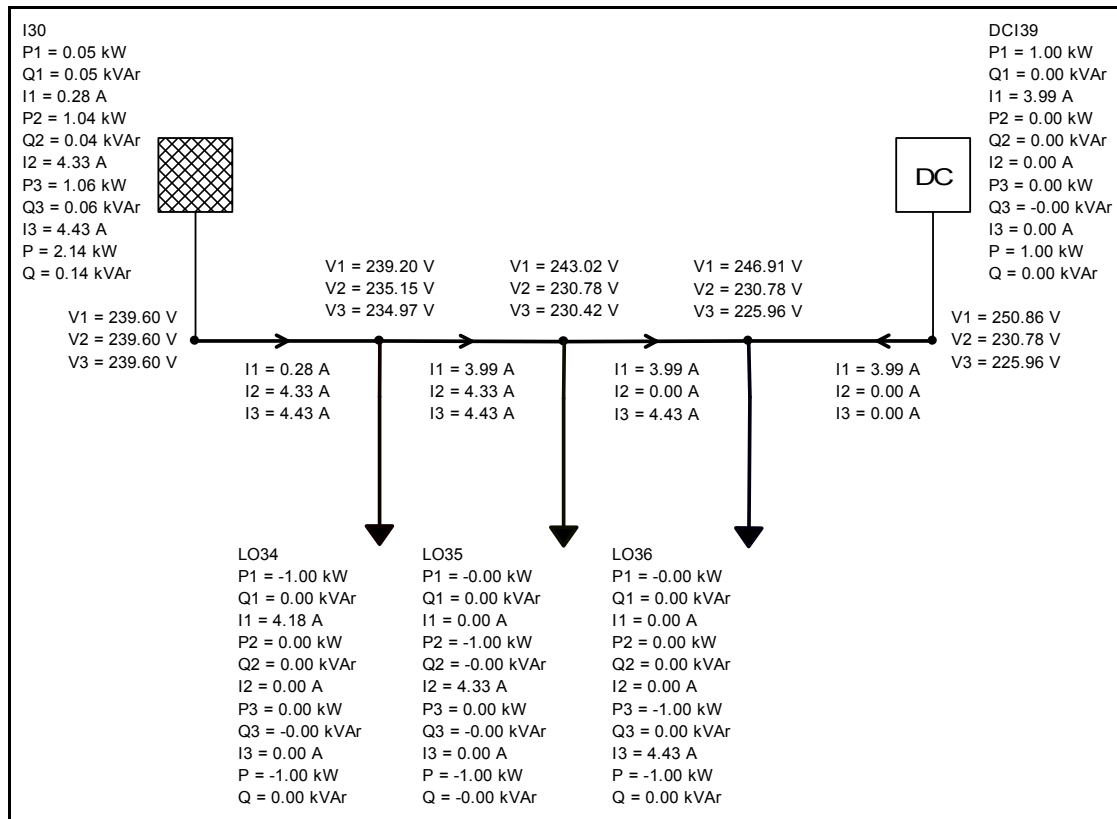 I30
P1 = 0.05 kW
Q1 = 0.05 kVAr
I1 = 0.28 A
P2 = 1.04 kW
Q2 = 0.04 kVAr
I2 = 4.33 A
P3 = 1.06 kW
Q3 = 0.06 kVAr
I3 = 4.43 A
P = 2.14 kW
Q = 0.14 kVAr
DCI39
P1 = 1.00 kW
Q1 = 0.00 kVAr
I1 = 3.99 A
P2 = 0.00 kW
Q2 = 0.00 kVAr
I2 = 0.00 A
P3 = 0.00 kW
Q3 = -0.00 kVAr
I3 = 0.00 A
P = 1.00 kW
Q = 0.00 kVAr
DC
V1 = 239.60 V
V2 = 239.60 V
V3 = 239.60 V
V1 = 239.20 V
V2 = 235.15 V
V3 = 234.97 V
V1 = 243.02 V
V2 = 230.78 V
V3 = 230.42 V
V1 = 246.91 V
V2 = 230.78 V
V3 = 225.96 V
V1 = 250.86 V
V2 = 230.78 V
V3 = 225.96 V
I1 = 0.28 A
I2 = 4.33 A
I3 = 4.43 A
I1 = 3.99 A
I2 = 4.33 A
I3 = 4.43 A
I1 = 3.99 A
I2 = 0.00 A
I3 = 4.43 A
I1 = 3.99 A
I2 = 0.00 A
I3 = 0.00 A
LO34
P1 = -1.00 kW
Q1 = 0.00 kVAr
I1 = 4.18 A
P2 = 0.00 kW
Q2 = 0.00 kVAr
I2 = 0.00 A
P3 = 0.00 kW
Q3 = -0.00 kVAr
I3 = 0.00 A
P = -1.00 kW
Q = 0.00 kVAr
LO35
P1 = -0.00 kW
Q1 = 0.00 kVAr
I1 = 0.00 A
P2 = -1.00 kW
Q2 = -0.00 kVAr
I2 = 4.33 A
P3 = 0.00 kW
Q3 = -0.00 kVAr
I3 = 0.00 A
P = -1.00 kW
Q = -0.00 kVAr
LO36
P1 = -0.00 kW
Q1 = 0.00 kVAr
I1 = 0.00 A
P2 = 0.00 kW
Q2 = 0.00 kVAr
I2 = 0.00 A
P3 = -1.00 kW
Q3 = 0.00 kVAr
I3 = 4.43 A
P = -1.00 kW
Q = 0.00 kVAr